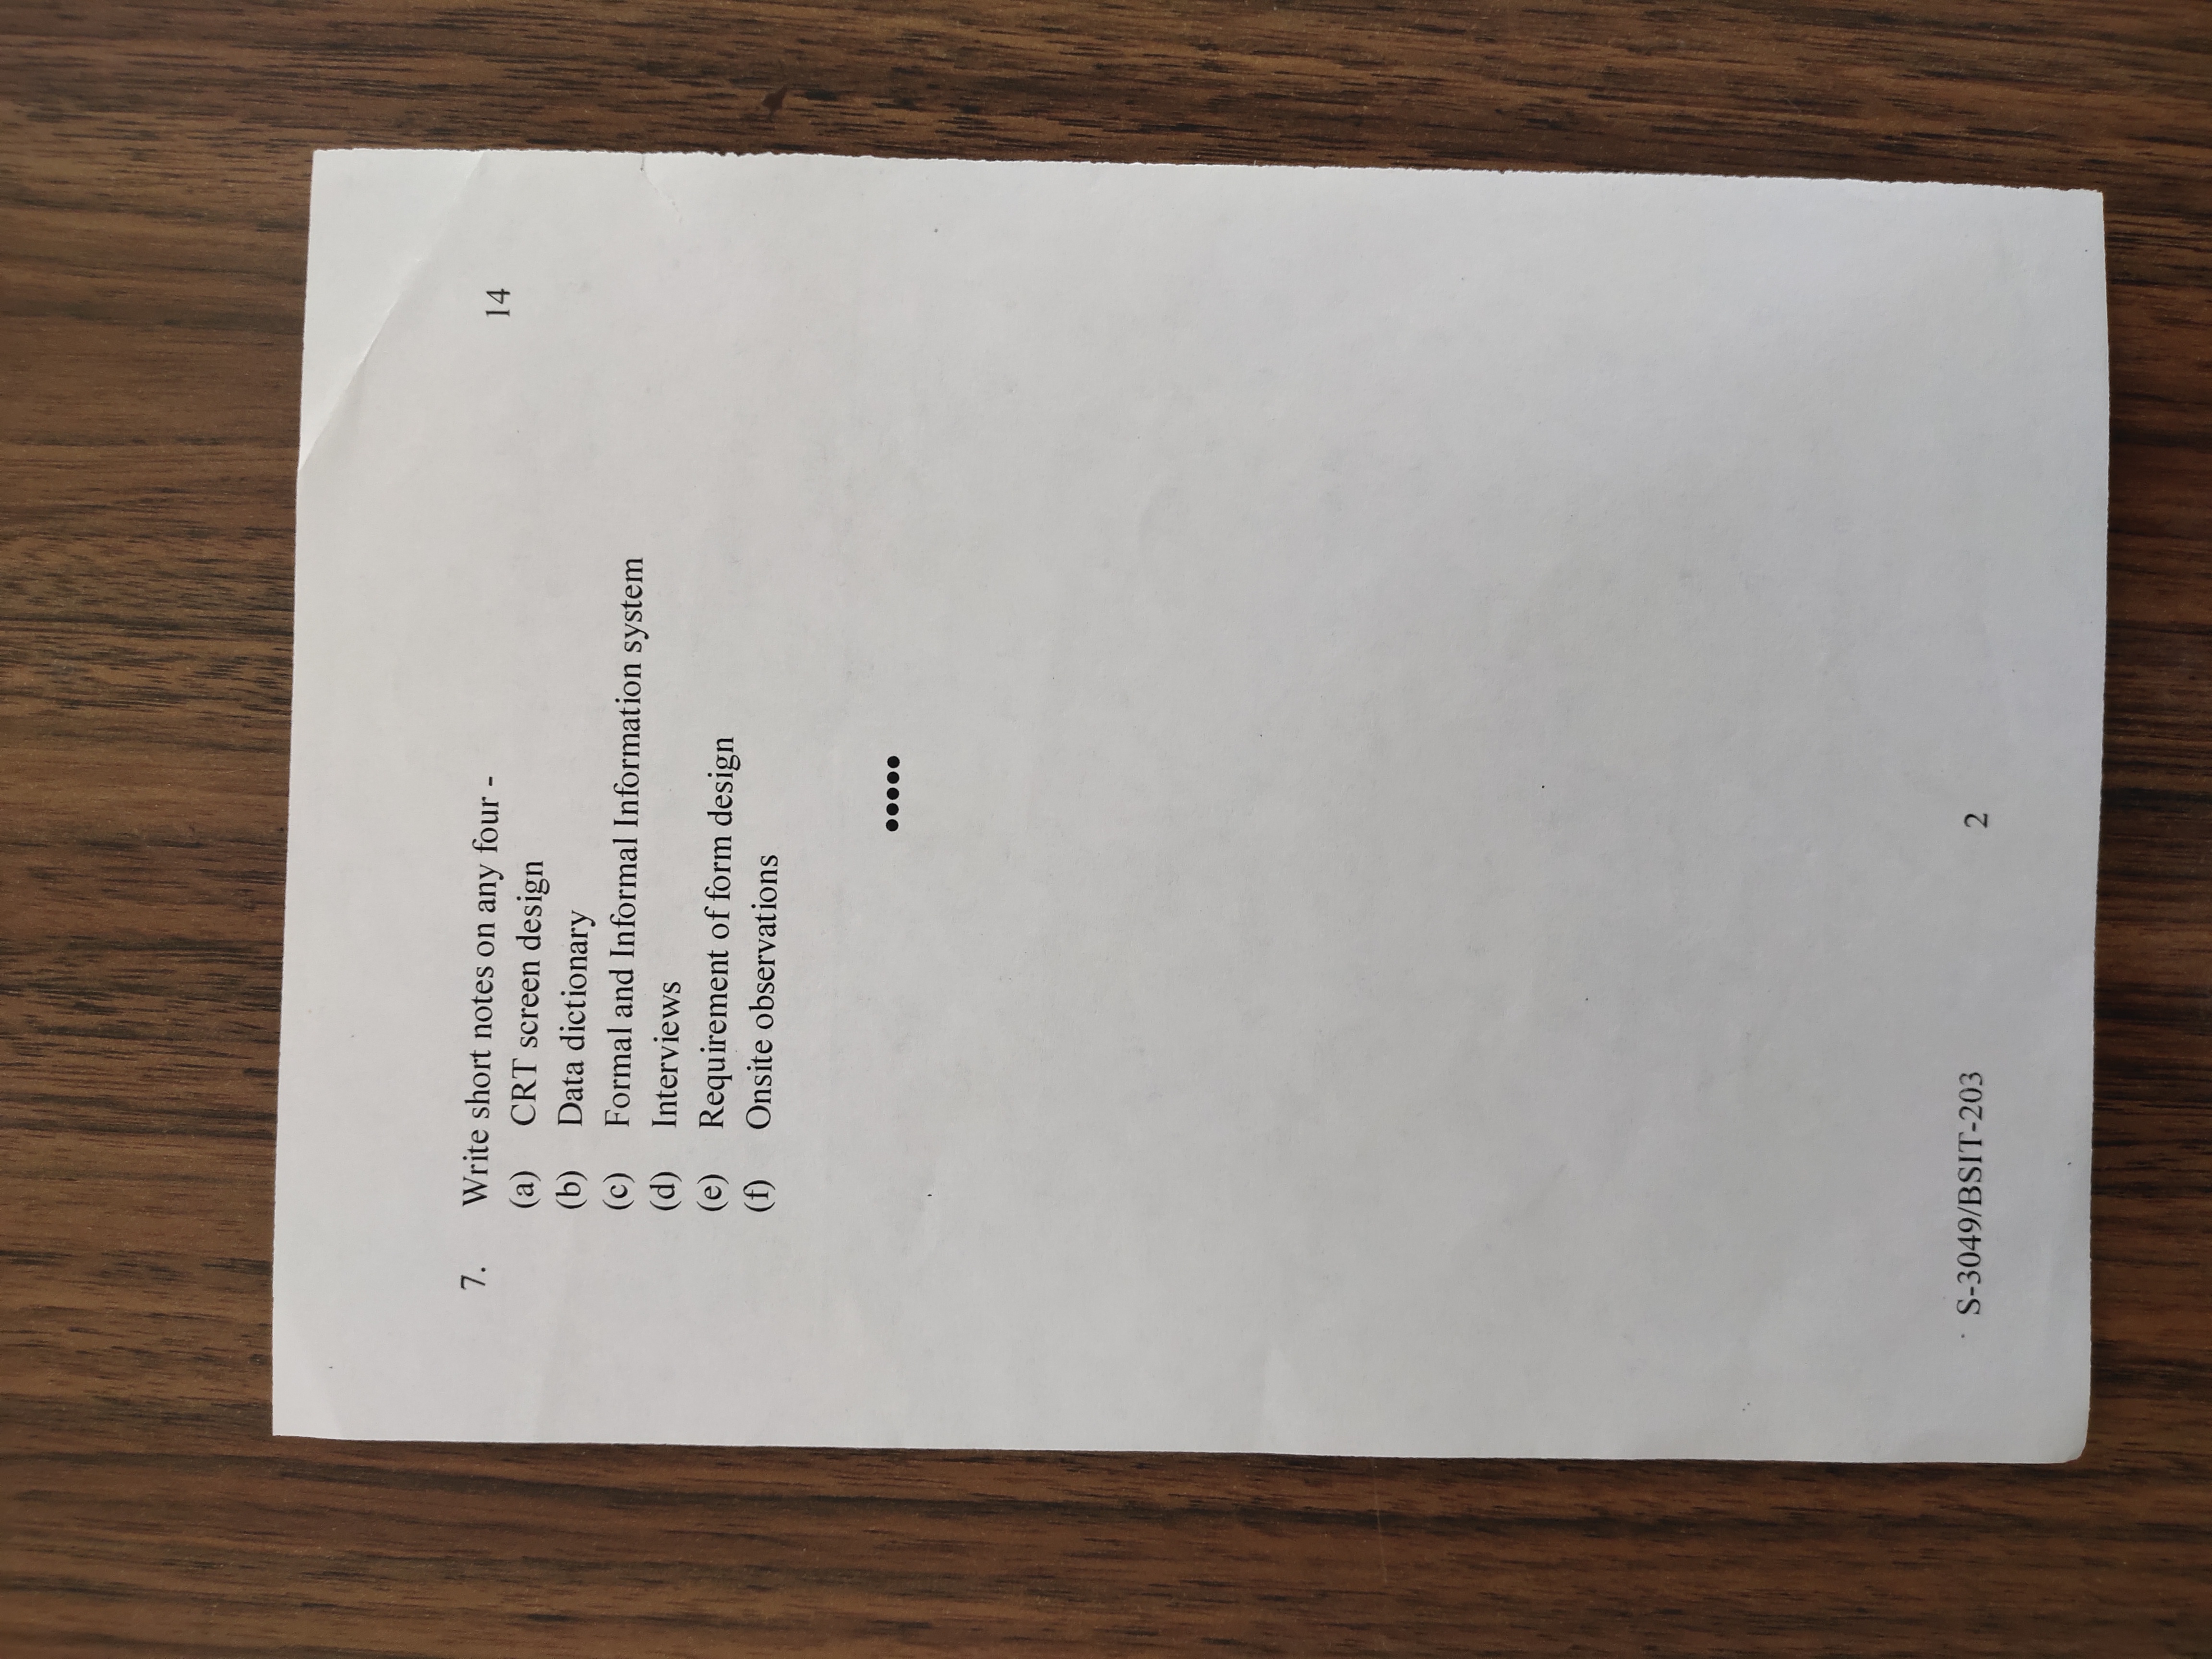 7. Write short notes on any four - 14
(a) CRT screen design
(b) Data dictionary
(c) Formal and Informal Information system
(d) Interviews
(e) Requirement of form design
(f) Onsite observations
•••••
S-3049/BSIT-203 2